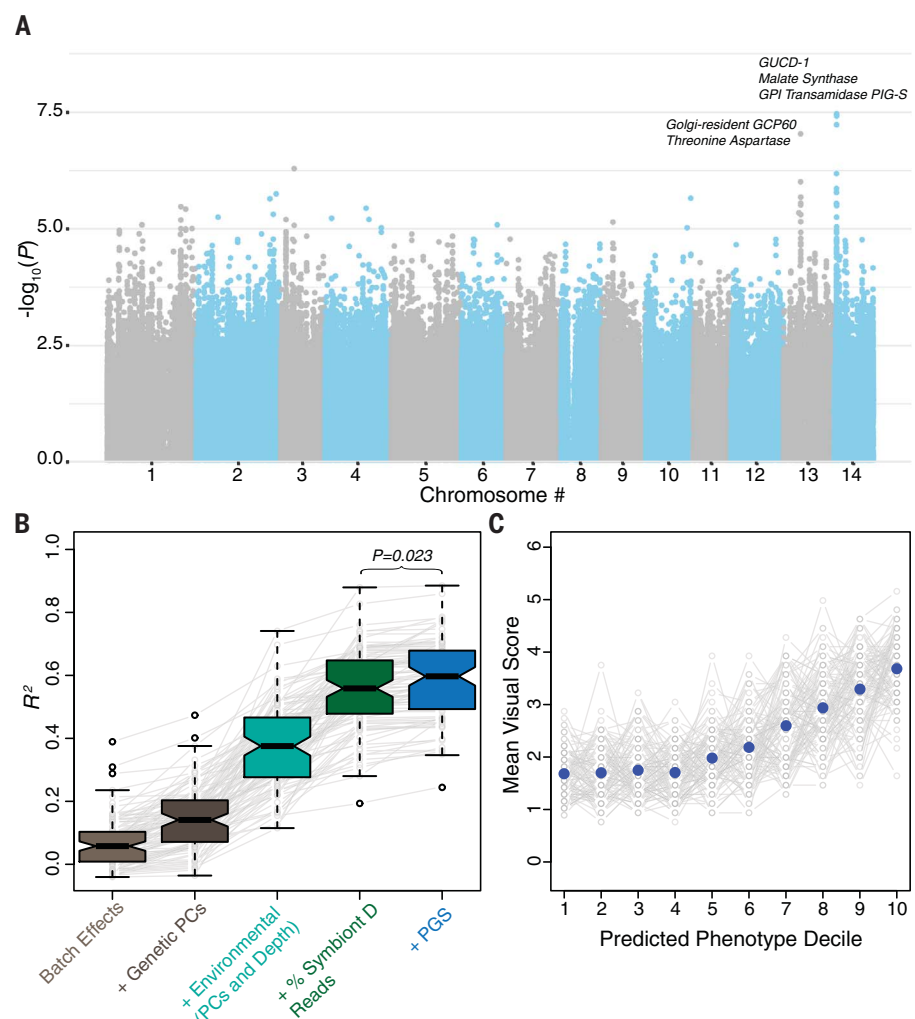 A
GUCD-1
Malate Synthase
GPI Transamidase PIG-S
Golgi-resident GCP60
Threonine Aspartase
7.5
5.0
2.5
0.0
-log10(P)
1 2 3 4 5 6 7 8 9 10 11 12 13 14
Chromosome #
B
P=0.023
1.0
0.8
0.6
0.4
0.2
0.0
R²
Batch Effects
+ Genetic PCs
+ Environmental
(PCs and Depth)
+ % Symbiont D
Reads
+ PGS
C
6
5
4
3
2
1
0
Mean Visual Score
1 2 3 4 5 6 7 8 9 10
Predicted Phenotype Decile